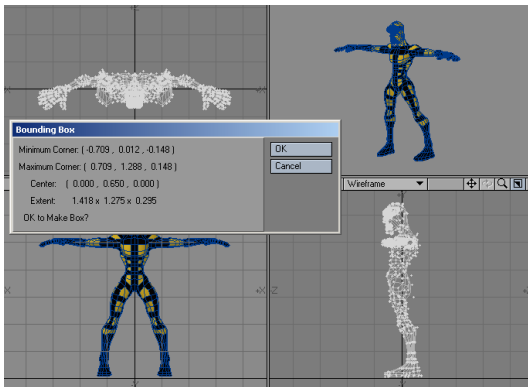 Bounding Box
Minimum Corner: ( -0.709 , 0.012 , -0.148 )
OK
Maximum Corner: ( 0.709 , 1.288 , 0.148 )
Cancel
Center: ( 0.000 , 0.650 , 0.000 )
Extent: 1.418 x 1.275 x 0.295
OK to Make Box?
Wireframe
X
Z
X